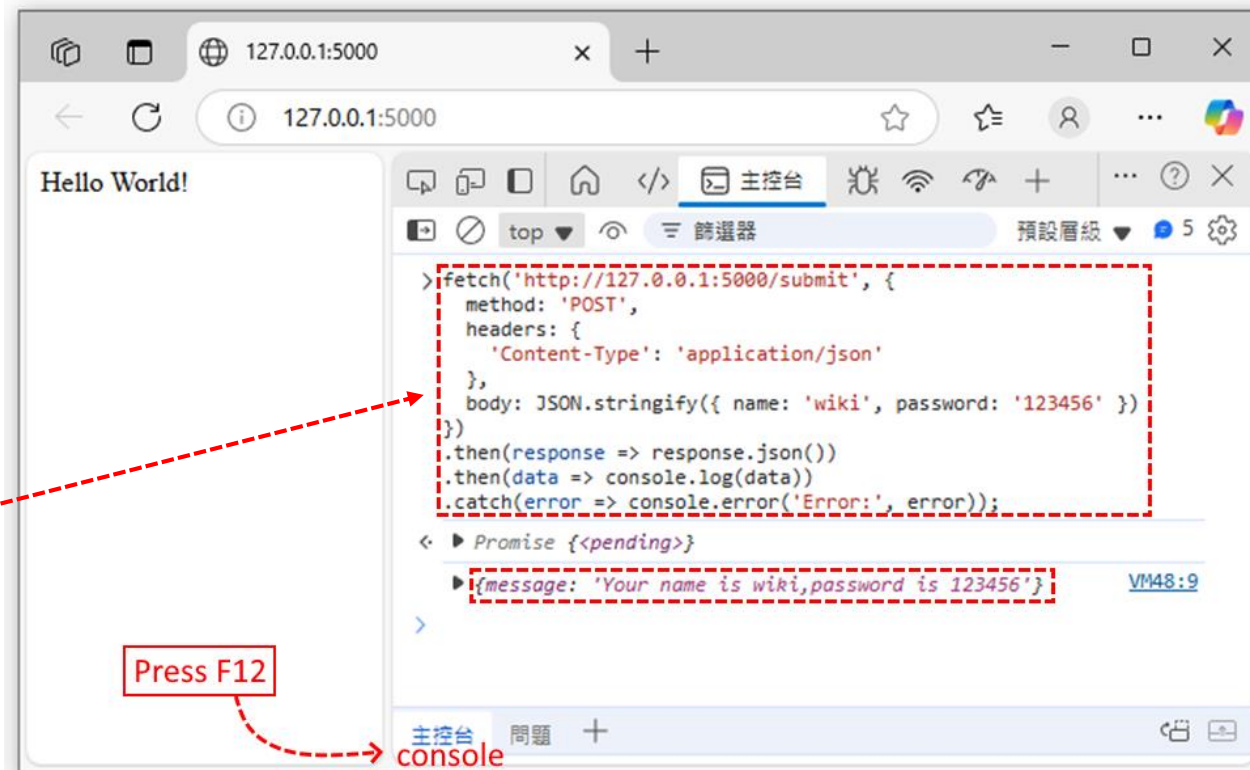 127.0.0.1:5000
127.0.0.1:5000
Hello World!
主控台
top
篩選器
預設層級
5
fetch('http://127.0.0.1:5000/submit', {
method: 'POST',
headers: {
'Content-Type': 'application/json'
},
body: JSON.stringify({ name: 'wiki', password: '123456' })
})
.then(response => response.json())
.then(data => console.log(data))
.catch(error => console.error('Error:', error));
Promise {<pending>}
{message: 'Your name is wiki,password is 123456'}
VM48:9
Press F12
主控台
問題
console